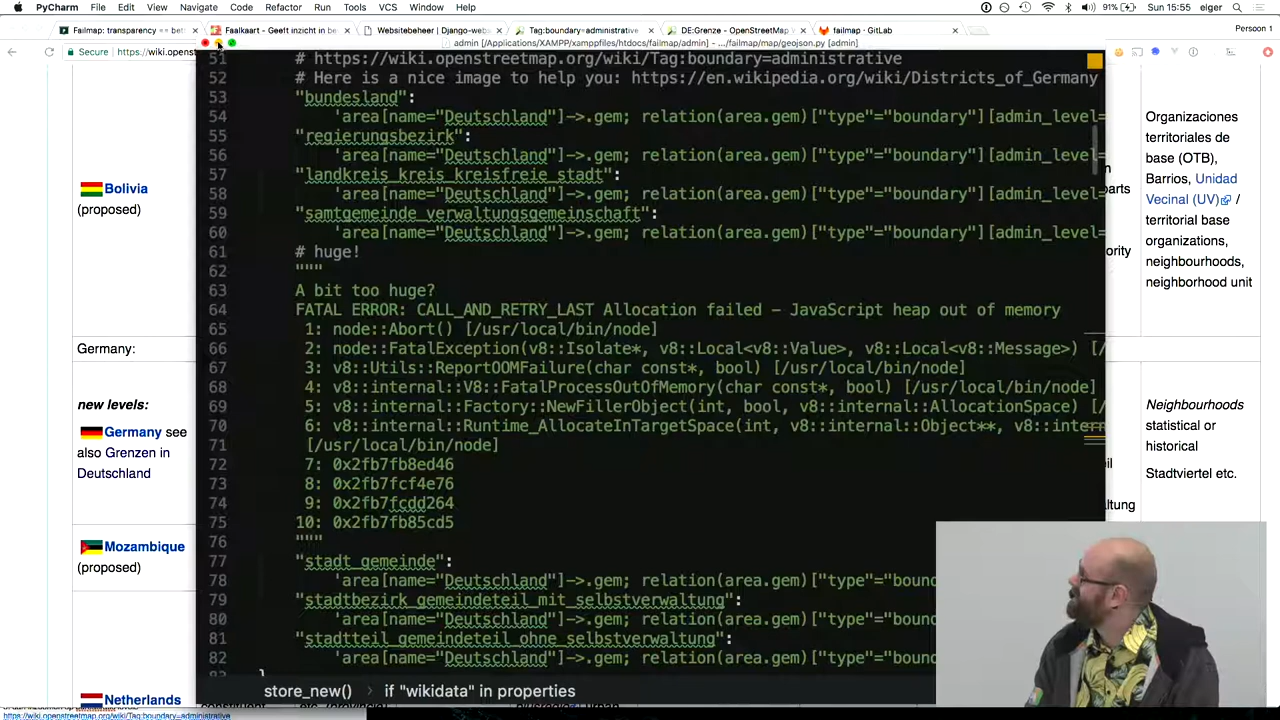 PyCharm File Edit View Navigate Code Refactor Run Tools VCS Window Help 91% Sun 15:55 eiger
Failmap: transparency == bet Faalkaart - Geeft inzicht in be Websitebeheer | Django-web Tag:boundary=administrative DE:Grenze - OpenStreetMap failmap · GitLab Persoon 1
Secure https://wiki.openst
admin [/Applications/XAMPP/xamppfiles/htdocs/failmap/admin] - .../failmap/map/geojson.py [admin]
51 # https://wiki.openstreetmap.org/wiki/Tag:boundary=administrative
52 # Here is a nice image to help you: https://en.wikipedia.org/wiki/Districts_of_Germany
53 "bundesland":
54 'area[name="Deutschland"]->.gem; relation(area.gem)["type"="boundary"][admin_level=
55 "regierungsbezirk":
56 'area[name="Deutschland"]->.gem; relation(area.gem)["type"="boundary"][admin_level=
57 "landkreis_kreis_kreisfreie_stadt":
58 'area[name="Deutschland"]->.gem; relation(area.gem)["type"="boundary"][admin_level=
59 "samtgemeinde_verwaltungsgemeinschaft":
60 'area[name="Deutschland"]->.gem; relation(area.gem)["type"="boundary"][admin_level=
61 # huge!
62 """
63 A bit too huge?
64 FATAL ERROR: CALL_AND_RETRY_LAST Allocation failed - JavaScript heap out of memory
65 1: node::Abort() [/usr/local/bin/node]
66 2: node::FatalException(v8::Isolate*, v8::Local<v8::Value>, v8::Local<v8::Message>) [/
67 3: v8::Utils::ReportOOMFailure(char const*, bool) [/usr/local/bin/node]
68 4: v8::internal::V8::FatalProcessOutOfMemory(char const*, bool) [/usr/local/bin/node]
69 5: v8::internal::Factory::NewFillerObject(int, bool, v8::internal::AllocationSpace) [/
70 6: v8::internal::Runtime_AllocateInTargetSpace(int, v8::internal::Object**, v8::inte
71 [/usr/local/bin/node]
72 7: 0x2fb7fb8ed46
73 8: 0x2fb7fcf4e76
74 9: 0x2fb7fcdd264
75 10: 0x2fb7fb85cd5
76 """
77 "stadt_gemeinde":
78 'area[name="Deutschland"]->.gem; relation(area.gem)["type"="bound
79 "stadtbezirk_gemeindeteil_mit_selbstverwaltung":
80 'area[name="Deutschland"]->.gem; relation(area.gem)["type"="bound
81 "stadtteil_gemeindeteil_ohne_selbstverwaltung":
82 'area[name="Deutschland"]->.gem; relation(area.gem)["type"="bound
store_new() › if "wikidata" in properties
Bolivia
(proposed)
Germany:
new levels:
Germany see
also Grenzen in
Deutschland
Mozambique
(proposed)
Netherlands
Organizaciones
territoriales de
base (OTB),
Barrios, Unidad
Vecinal (UV) /
territorial base
organizations,
neighbourhoods,
neighborhood unit
Neighbourhoods
statistical or
historical
Stadtviertel etc.
https://wiki.openstreetmap.org/wiki/Tag:boundary=administrative